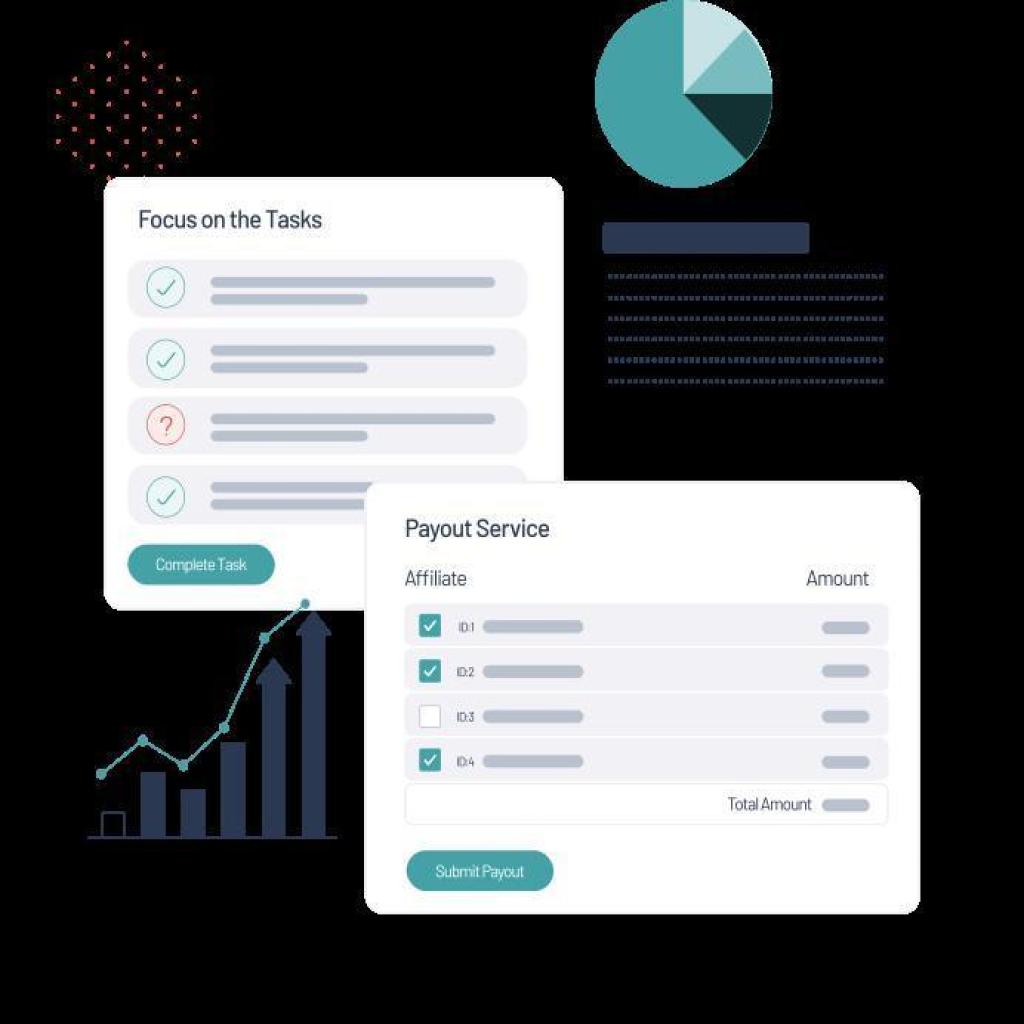 Focus on the Tasks
?
Complete Task
Payout Service
Affiliate Amount
ID:1
ID:2
ID:3
ID:4
Total Amount
Submit Payout